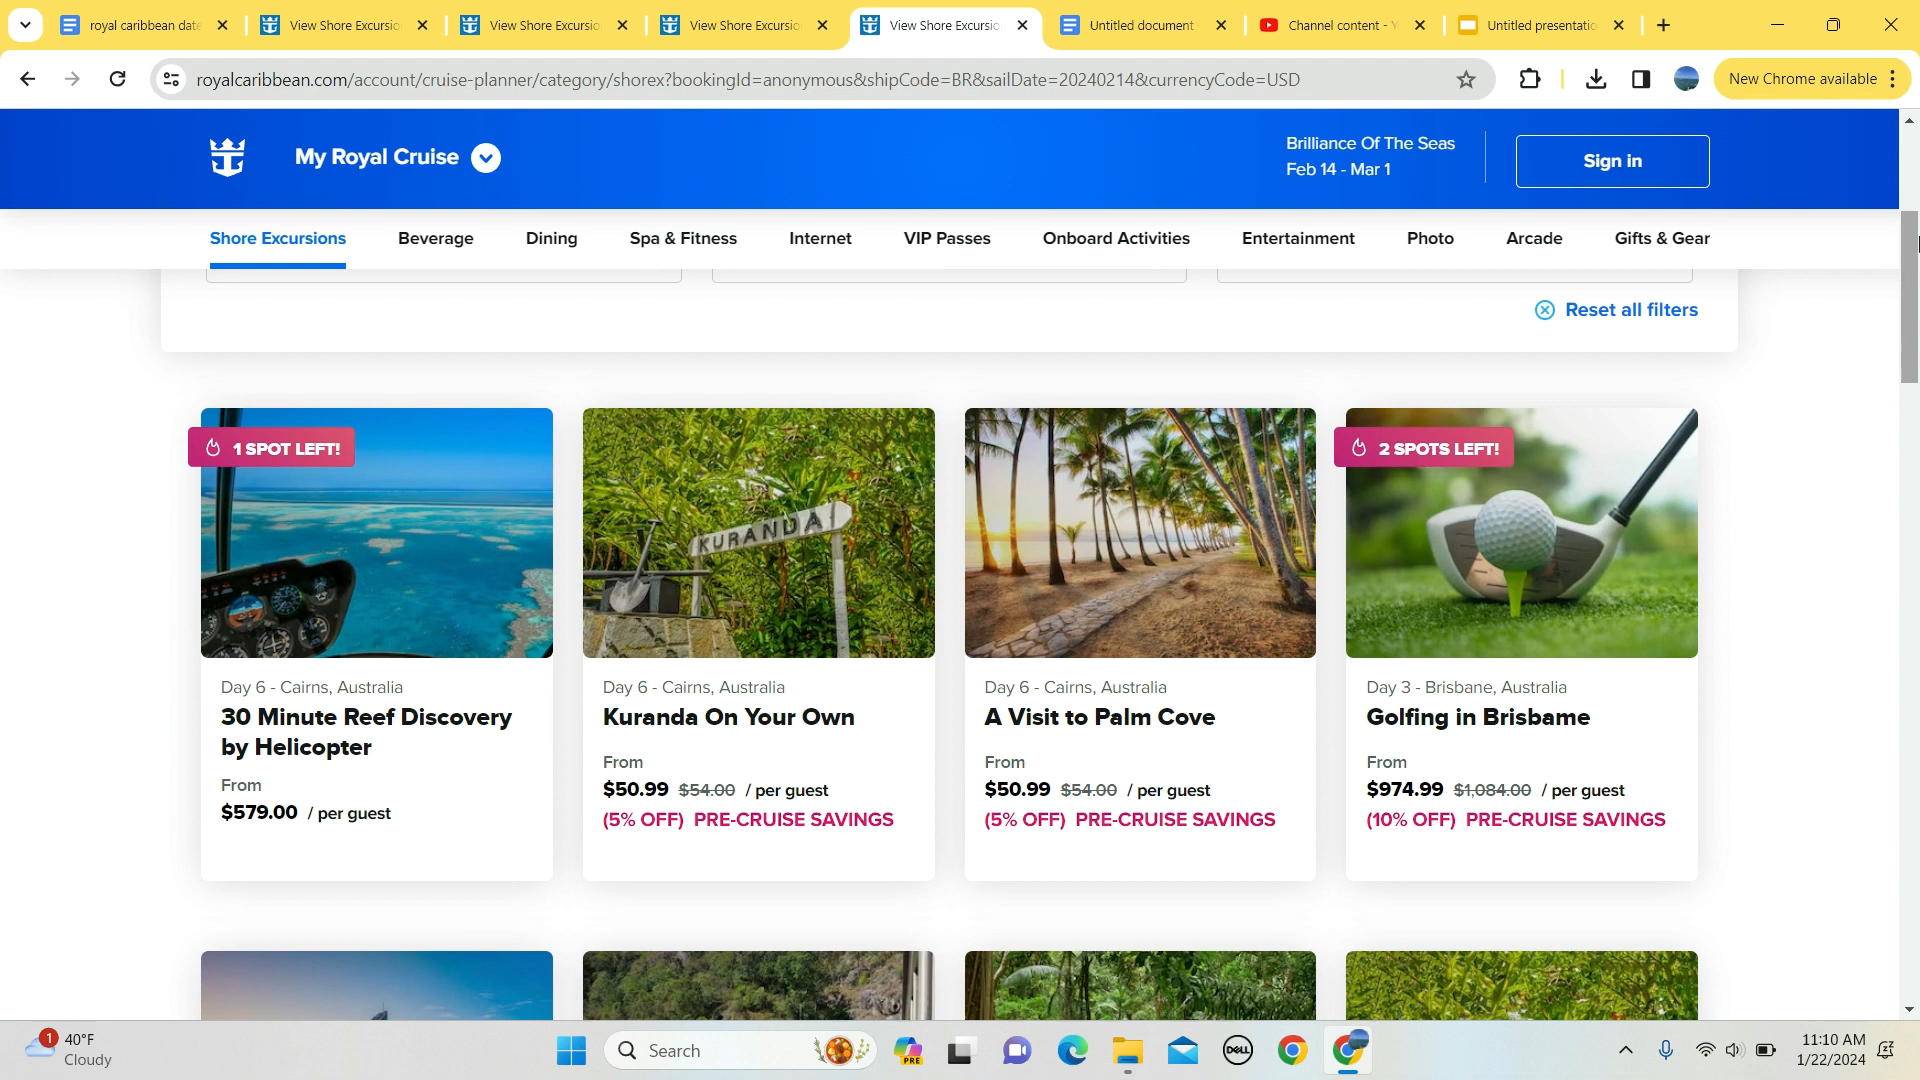 royal caribbean date
View Shore Excursio
View Shore Excursio
View Shore Excursio
View Shore Excursio
Untitled document
Channel content - Y
Untitled presentatio
royalcaribbean.com/account/cruise-planner/category/shorex?bookingId=anonymous&shipCode=BR&sailDate=20240214&currencyCode=USD
New Chrome available
My Royal Cruise
Brilliance Of The Seas
Feb 14 - Mar 1
Sign in
Shore Excursions
Beverage
Dining
Spa & Fitness
Internet
VIP Passes
Onboard Activities
Entertainment
Photo
Arcade
Gifts & Gear
Reset all filters
1 SPOT LEFT!
Day 6 - Cairns, Australia
30 Minute Reef Discovery
by Helicopter
From
$579.00 / per guest
KURANDA
Day 6 - Cairns, Australia
Kuranda On Your Own
From
$50.99 $54.00 / per guest
(5% OFF) PRE-CRUISE SAVINGS
Day 6 - Cairns, Australia
A Visit to Palm Cove
From
$50.99 $54.00 / per guest
(5% OFF) PRE-CRUISE SAVINGS
2 SPOTS LEFT!
Day 3 - Brisbane, Australia
Golfing in Brisbame
From
$974.99 $1,084.00 / per guest
(10% OFF) PRE-CRUISE SAVINGS
1
40°F
Cloudy
Search
PRE
DELL
11:10 AM
1/22/2024